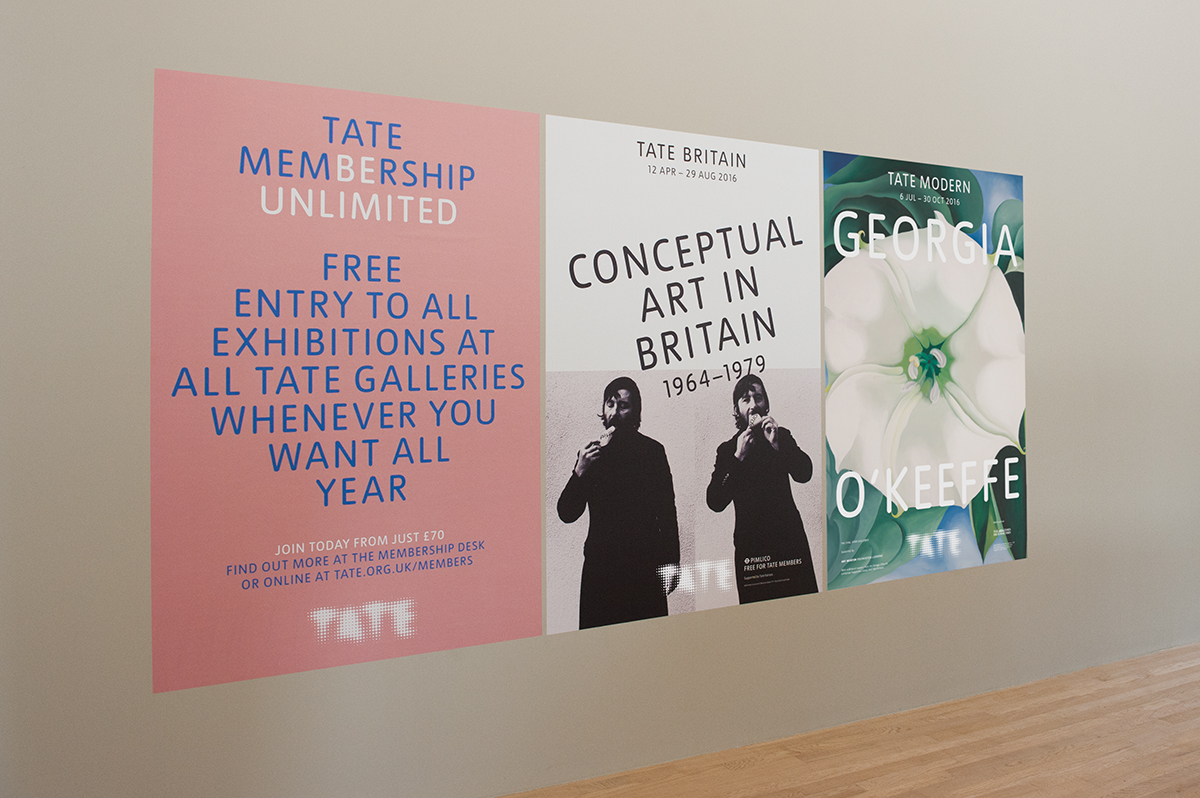 TATE
MEMBERSHIP
UNLIMITED
FREE
ENTRY TO ALL
EXHIBITIONS AT
ALL TATE GALLERIES
WHENEVER YOU
WANT ALL
YEAR
JOIN TODAY FROM JUST £70
FIND OUT MORE AT THE MEMBERSHIP DESK
OR ONLINE AT TATE.ORG.UK/MEMBERS
TATE
TATE BRITAIN
12 APR – 29 AUG 2016
CONCEPTUAL
ART IN
BRITAIN
1964–1979
PIMLICO
FREE FOR TATE MEMBERS
TATE
TATE MODERN
6 JUL – 30 OCT 2016
GEORGIA
O'KEEFFE
TATE